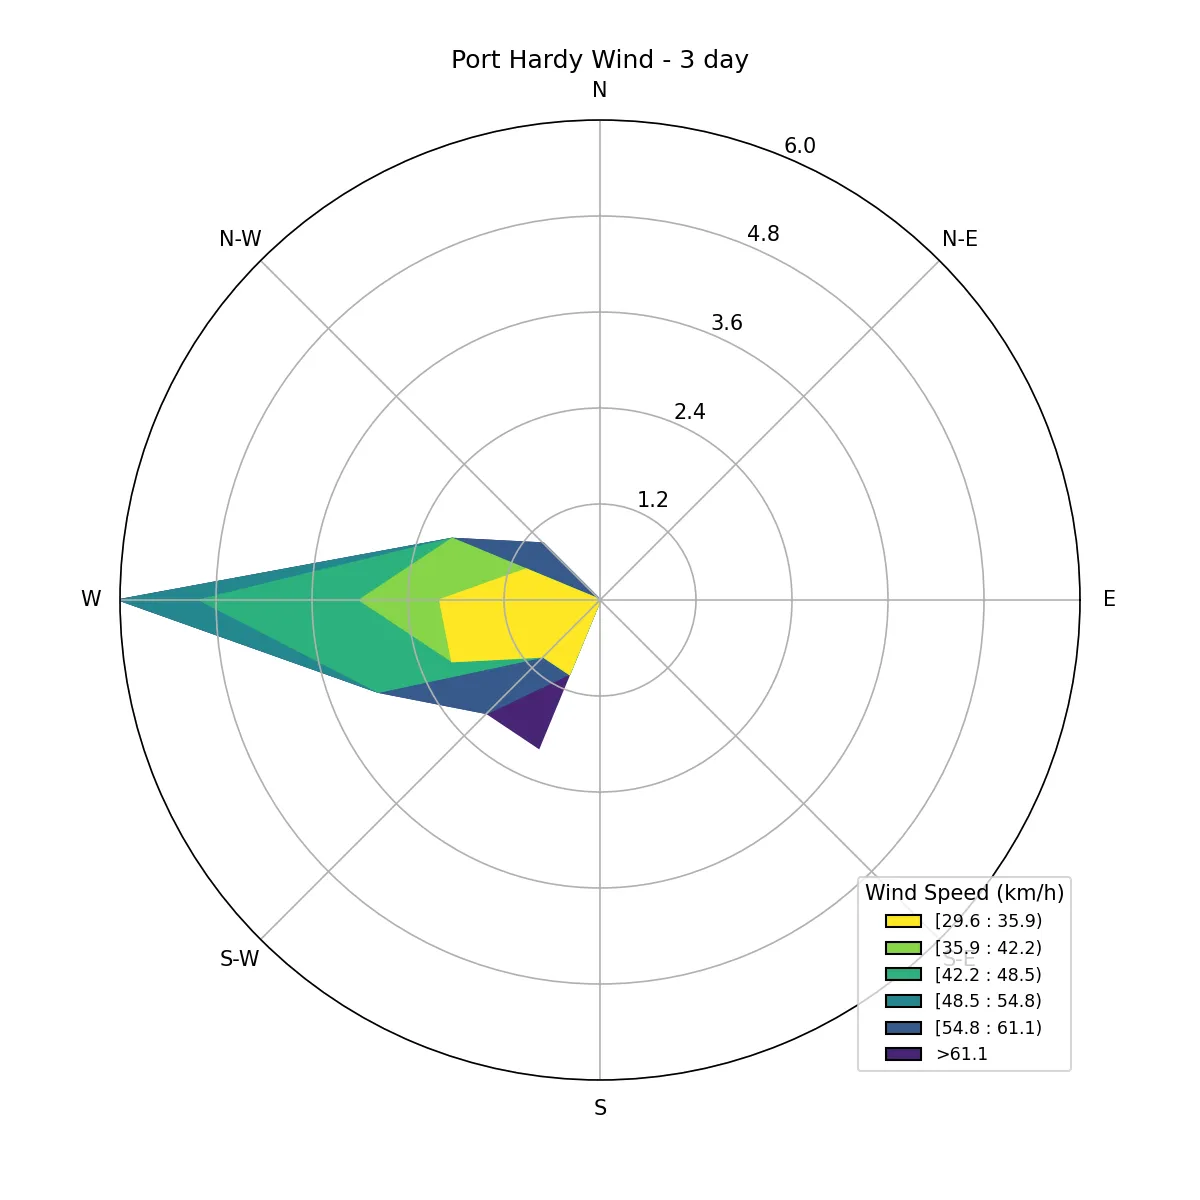 Port Hardy Wind - 3 day
N
6.0
N-W
N-E
4.8
3.6
2.4
1.2
W
E
Wind Speed (km/h)
[29.6 : 35.9)
[35.9 : 42.2)
S-W
S-E
[42.2 : 48.5)
[48.5 : 54.8)
[54.8 : 61.1)
>61.1
S